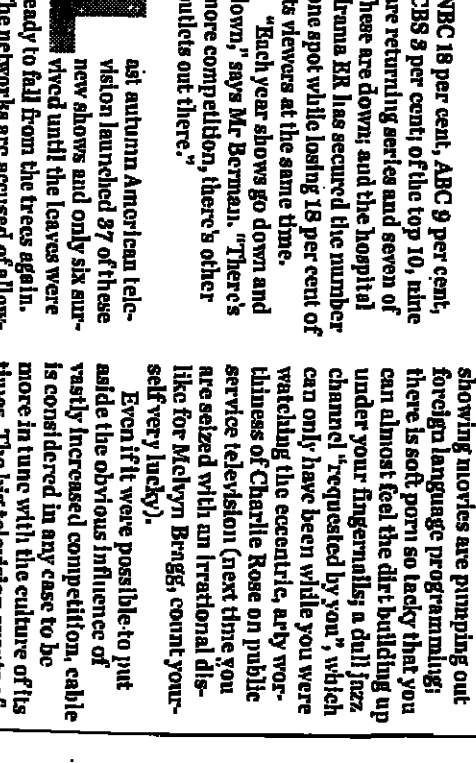 NBC 18 per cent, ABC 9 per cent,
CBS 8 per cent; of the top 10, nine
are returning series and seven of
these are down; and the hospital
drama ER has secured the number
one spot while losing 18 per cent of
its viewers at the same time.
"Each year shows go down and
down," says Mr Berman. "There's
more competition, there's other
outlets out there."
Last autumn American tele-
vision launched 37 of these
new shows and only six sur-
vived until the leaves were
ready to fall from the trees again.
The networks are accused of allow-
showing movies are pumping out
foreign language programming;
there is soft porn so tacky that you
can almost feel the dirt building up
under your fingernails; a dull jazz
channel "requested by you", which
can only have been while you were
watching the eccentric, arty wor-
thiness of Charlie Rose on public
service television (next time you
are seized with an irrational dis-
like for Melvyn Bragg, count your-
self very lucky).
Even if it were possible to put
aside the obvious influence of
vastly increased competition, cable
is considered in any case to be
more in tune with the culture of its